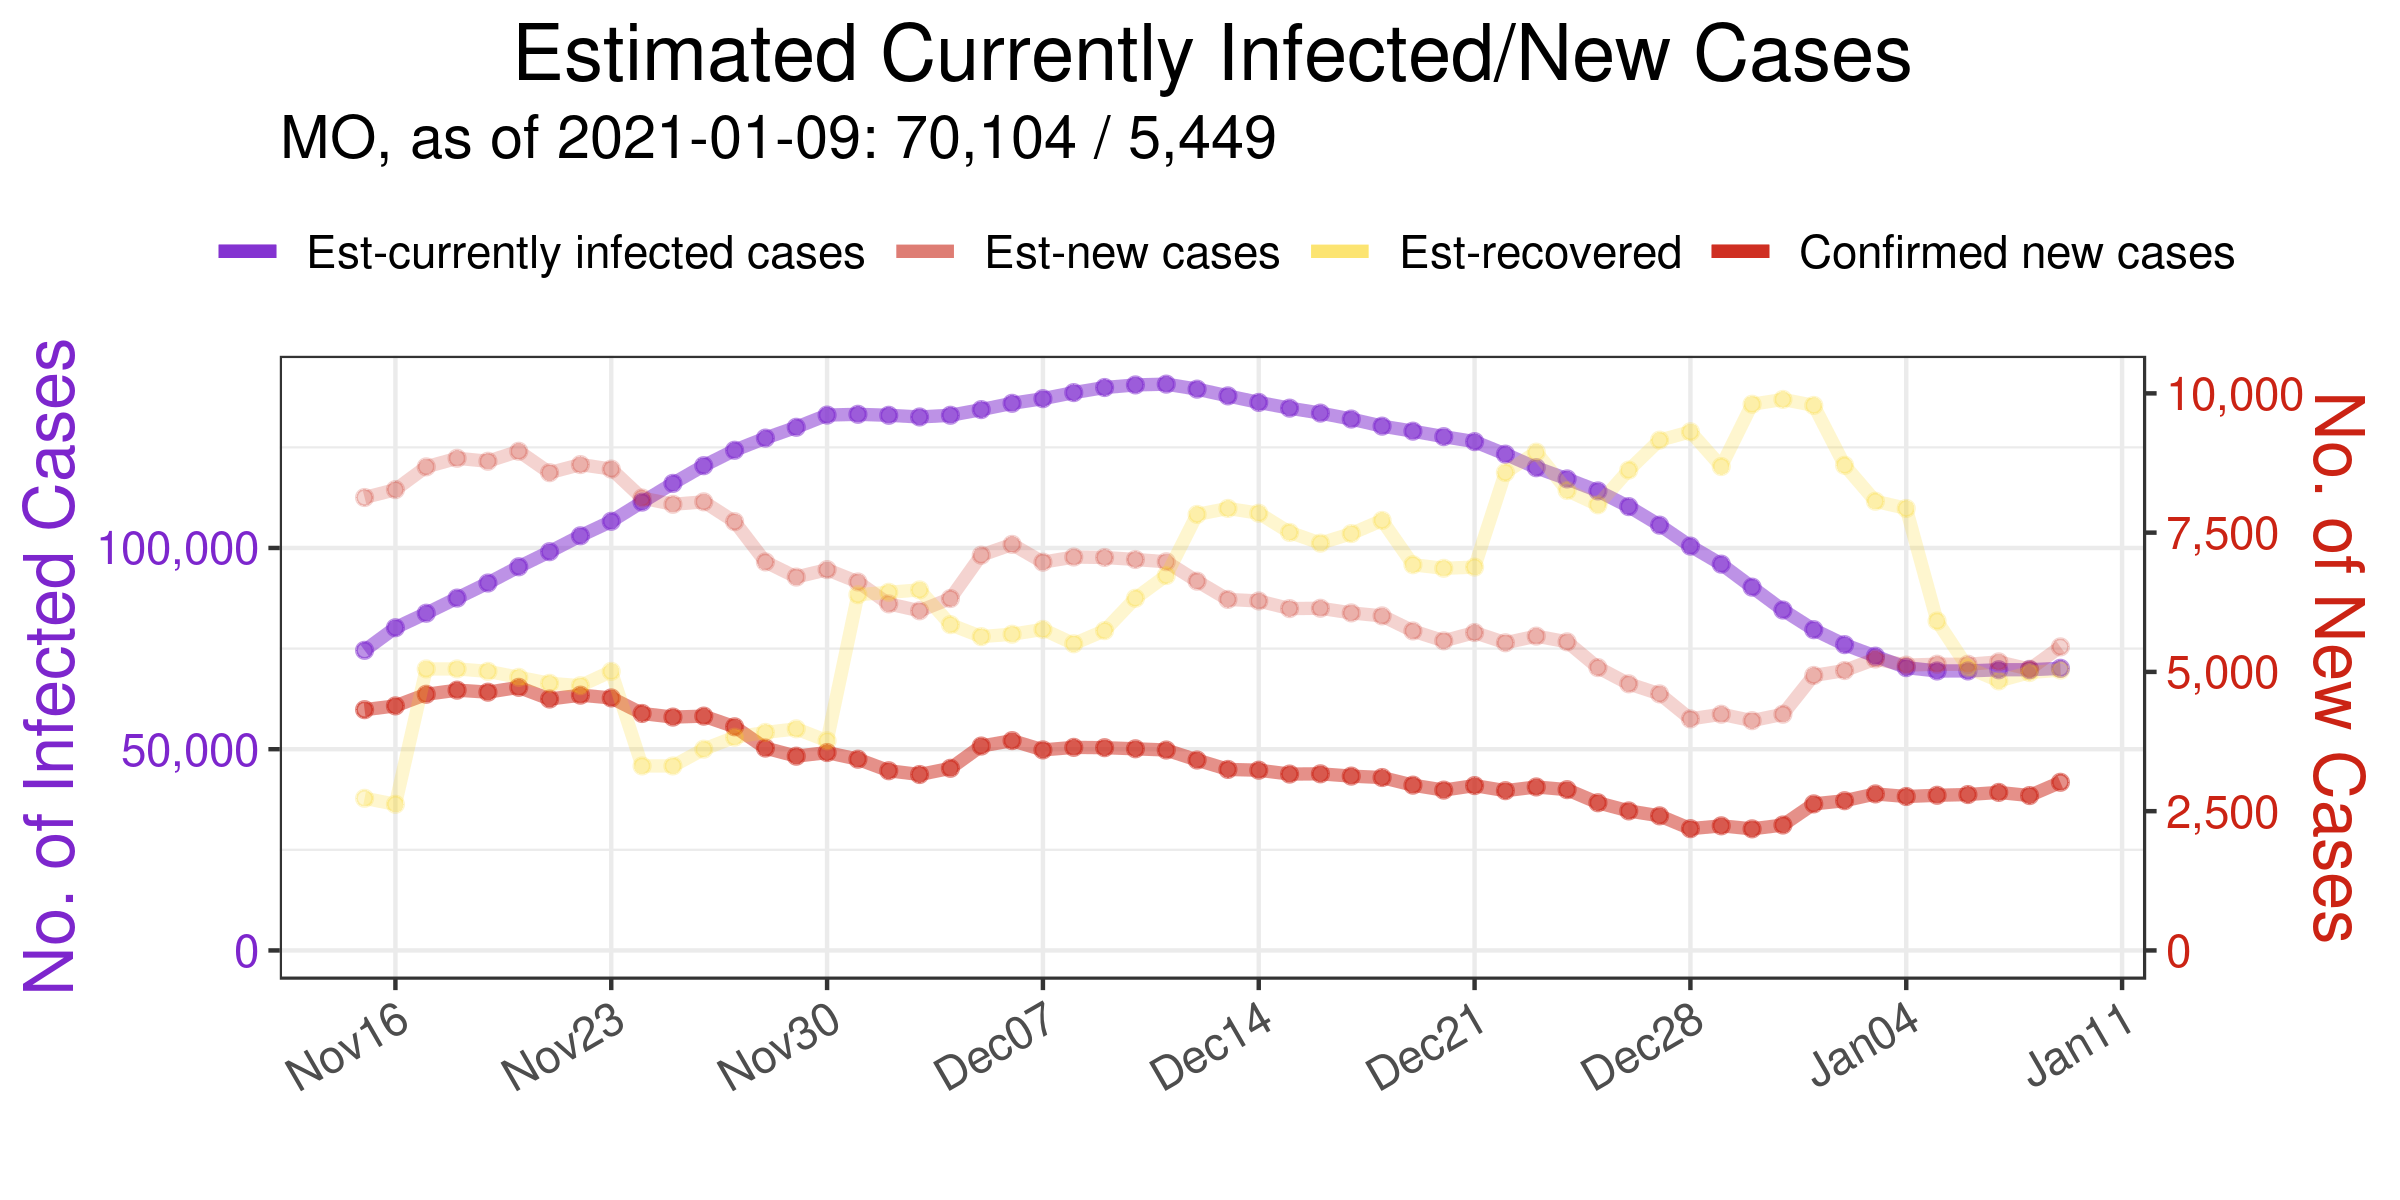 Estimated Currently Infected/New Cases
MO, as of 2021-01-09: 70,104 / 5,449
Est-currently infected cases Est-new cases Est-recovered Confirmed new cases
No. of Infected Cases
100,000
50,000
0
10,000
7,500
5,000
2,500
0
No. of New Cases
Nov16 Nov23 Nov30 Dec07 Dec14 Dec21 Dec28 Jan04 Jan11